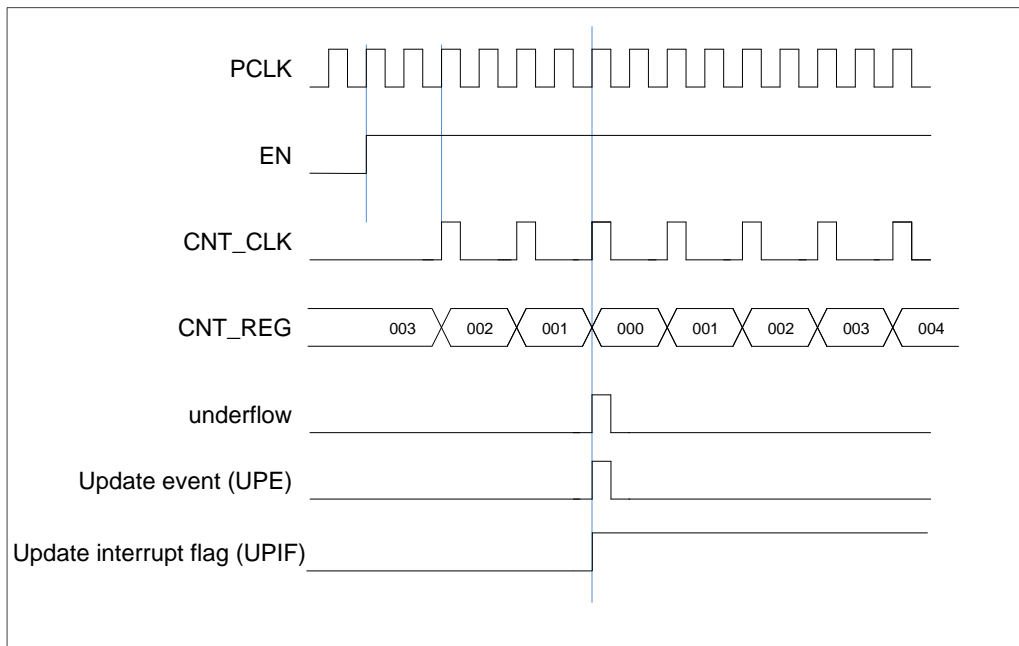 PCLK
EN
CNT_CLK
CNT_REG 003 002 001 000 001 002 003 004
underflow
Update event (UPE)
Update interrupt flag (UPIF)